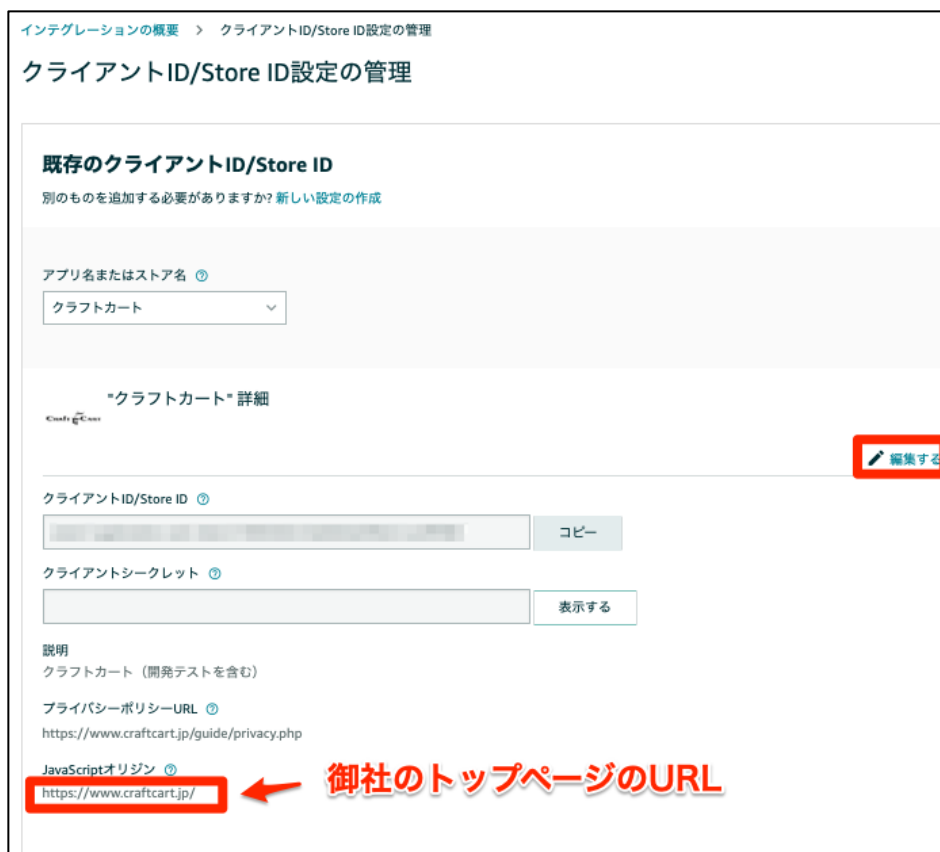 インテグレーションの概要 > クライアントID/Store ID設定の管理
クライアントID/Store ID設定の管理
既存のクライアントID/Store ID
別のものを追加する必要がありますか? 新しい設定の作成
アプリ名またはストア名
クラフトカート
"クラフトカート" 詳細
Craft Cart
編集する
クライアントID/Store ID
コピー
クライアントシークレット
表示する
説明
クラフトカート（開発テストを含む）
プライバシーポリシーURL
https://www.craftcart.jp/guide/privacy.php
JavaScriptオリジン
https://www.craftcart.jp/
御社のトップページのURL